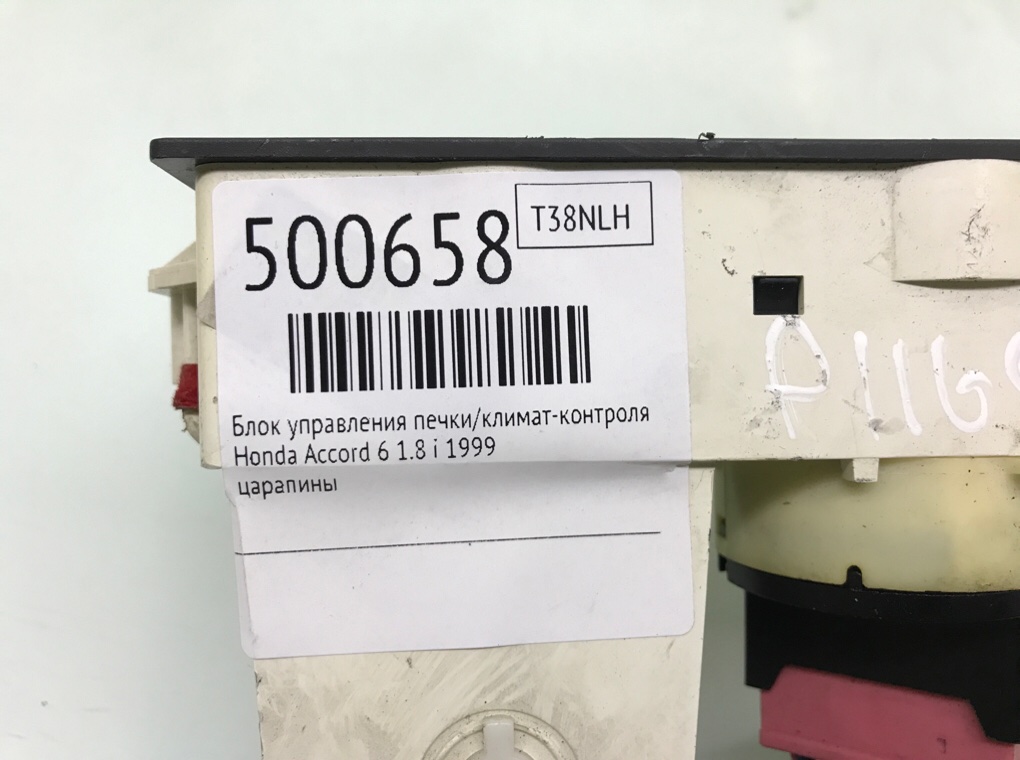 500658
T38NLH
Блок управления печки/климат-контроля
Honda Accord 6 1.8 i 1999
царапины